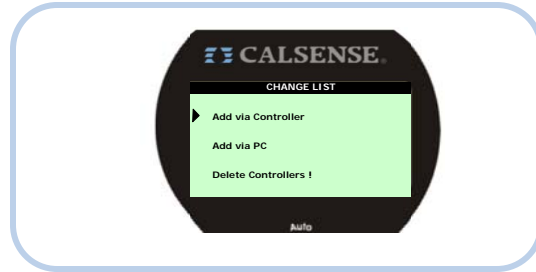 CALSENSE®
CHANGE LIST
Add via Controller
Add via PC
Delete Controllers !
Auto